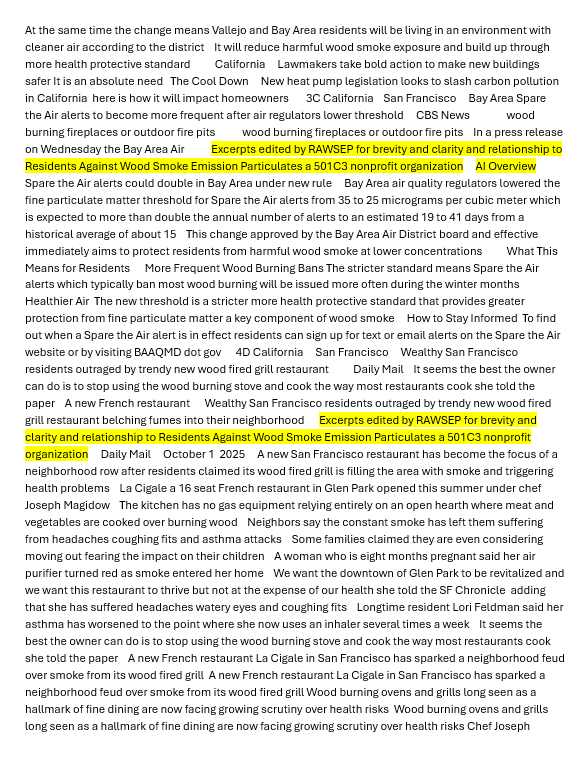 At the same time the change means Vallejo and Bay Area residents will be living in an environment with
cleaner air according to the district It will reduce harmful wood smoke exposure and build up through
more health protective standard California Lawmakers take bold action to make new buildings
safer It is an absolute need The Cool Down New heat pump legislation looks to slash carbon pollution
in California here is how it will impact homeowners 3C California San Francisco Bay Area Spare
the Air alerts to become more frequent after air regulators lower threshold CBS News wood
burning fireplaces or outdoor fire pits wood burning fireplaces or outdoor fire pits In a press release
on Wednesday the Bay Area Air Excerpts edited by RAWSEP for brevity and clarity and relationship to
Residents Against Wood Smoke Emission Particulates a 501C3 nonprofit organization AI Overview
Spare the Air alerts could double in Bay Area under new rule Bay Area air quality regulators lowered the
fine particulate matter threshold for Spare the Air alerts from 35 to 25 micrograms per cubic meter which
is expected to more than double the annual number of alerts to an estimated 19 to 41 days from a
historical average of about 15 This change approved by the Bay Area Air District board and effective
immediately aims to protect residents from harmful wood smoke at lower concentrations What This
Means for Residents More Frequent Wood Burning Bans The stricter standard means Spare the Air
alerts which typically ban most wood burning will be issued more often during the winter months
Healthier Air The new threshold is a stricter more health protective standard that provides greater
protection from fine particulate matter a key component of wood smoke How to Stay Informed To find
out when a Spare the Air alert is in effect residents can sign up for text or email alerts on the Spare the Air
website or by visiting BAAQMD dot gov 4D California San Francisco Wealthy San Francisco
residents outraged by trendy new wood fired grill restaurant Daily Mail It seems the best the owner
can do is to stop using the wood burning stove and cook the way most restaurants cook she told the
paper A new French restaurant Wealthy San Francisco residents outraged by trendy new wood fired
grill restaurant belching fumes into their neighborhood Excerpts edited by RAWSEP for brevity and
clarity and relationship to Residents Against Wood Smoke Emission Particulates a 501C3 nonprofit
organization Daily Mail October 1 2025 A new San Francisco restaurant has become the focus of a
neighborhood row after residents claimed its wood fired grill is filling the area with smoke and triggering
health problems La Cigale a 16 seat French restaurant in Glen Park opened this summer under chef
Joseph Magidow The kitchen has no gas equipment relying entirely on an open hearth where meat and
vegetables are cooked over burning wood Neighbors say the constant smoke has left them suffering
from headaches coughing fits and asthma attacks Some families claimed they are even considering
moving out fearing the impact on their children A woman who is eight months pregnant said her air
purifier turned red as smoke entered her home We want the downtown of Glen Park to be revitalized and
we want this restaurant to thrive but not at the expense of our health she told the SF Chronicle adding
that she has suffered headaches watery eyes and coughing fits Longtime resident Lori Feldman said her
asthma has worsened to the point where she now uses an inhaler several times a week It seems the
best the owner can do is to stop using the wood burning stove and cook the way most restaurants cook
she told the paper A new French restaurant La Cigale in San Francisco has sparked a neighborhood feud
over smoke from its wood fired grill A new French restaurant La Cigale in San Francisco has sparked a
neighborhood feud over smoke from its wood fired grill Wood burning ovens and grills long seen as a
hallmark of fine dining are now facing growing scrutiny over health risks Wood burning ovens and grills
long seen as a hallmark of fine dining are now facing growing scrutiny over health risks Chef Joseph